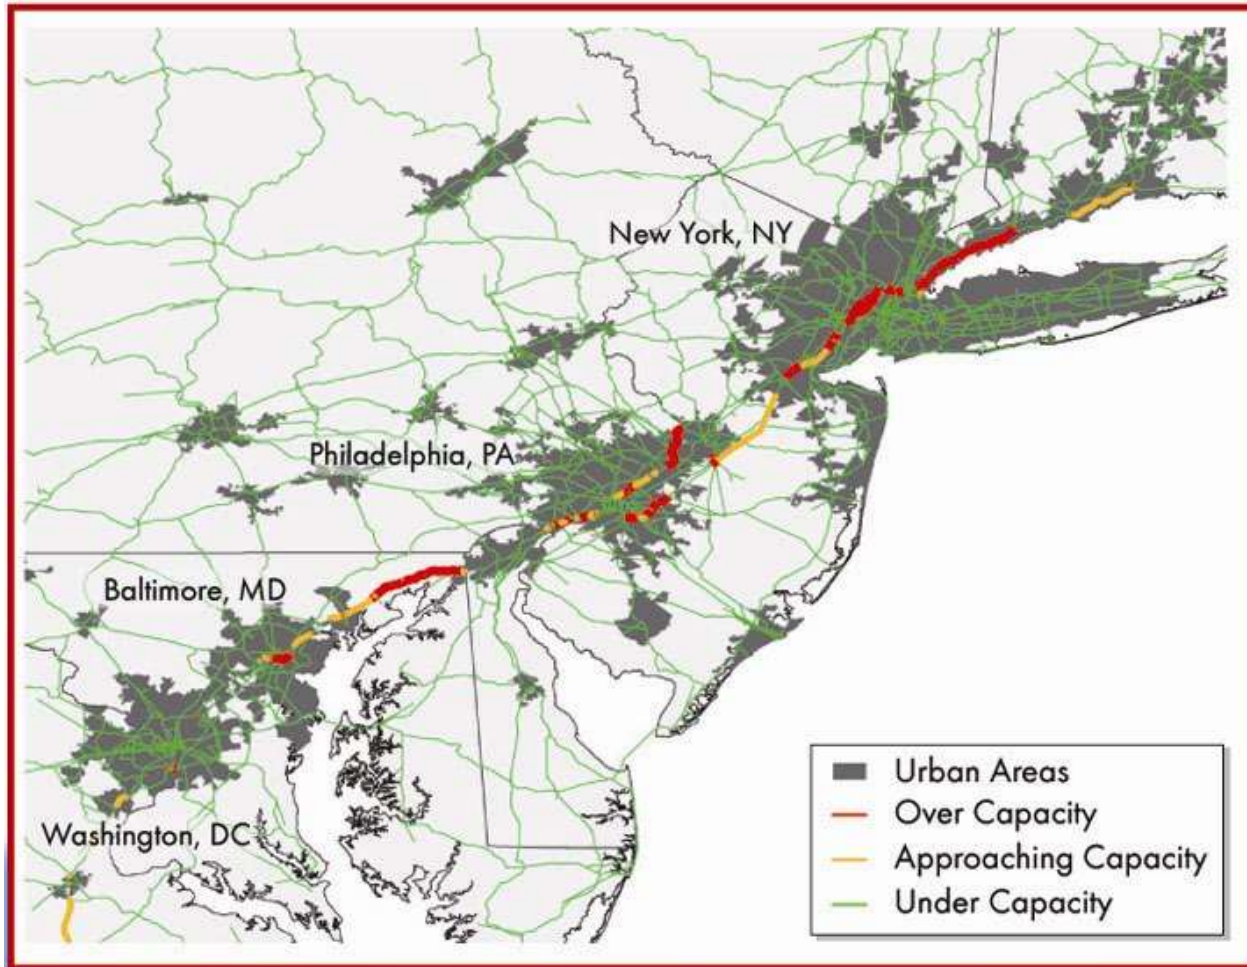 New York, NY
Philadelphia, PA
Baltimore, MD
Washington, DC
Urban Areas
Over Capacity
Approaching Capacity
Under Capacity